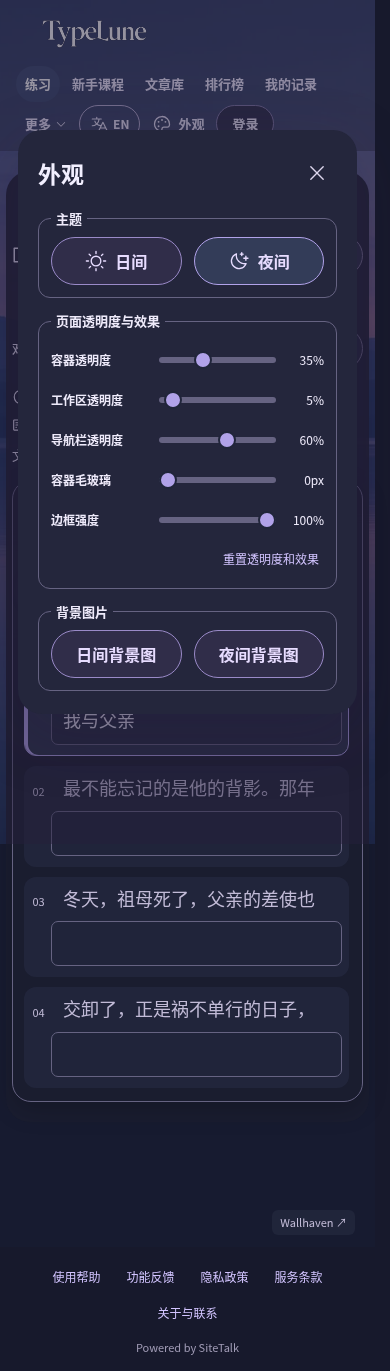 TypeLune
练习 新手课程 文章库 排行榜 我的记录
更多 EN 外观 登录
外观
主题
日间 夜间
页面透明度与效果
容器透明度 35%
工作区透明度 5%
导航栏透明度 60%
容器毛玻璃 0px
边框强度 100%
重置透明度和效果
背景图片
日间背景图 夜间背景图
我与父亲
02 最不能忘记的是他的背影。那年
03 冬天，祖母死了，父亲的差使也
04 交卸了，正是祸不单行的日子，
Wallhaven ↗
使用帮助 功能反馈 隐私政策 服务条款
关于与联系
Powered by SiteTalk